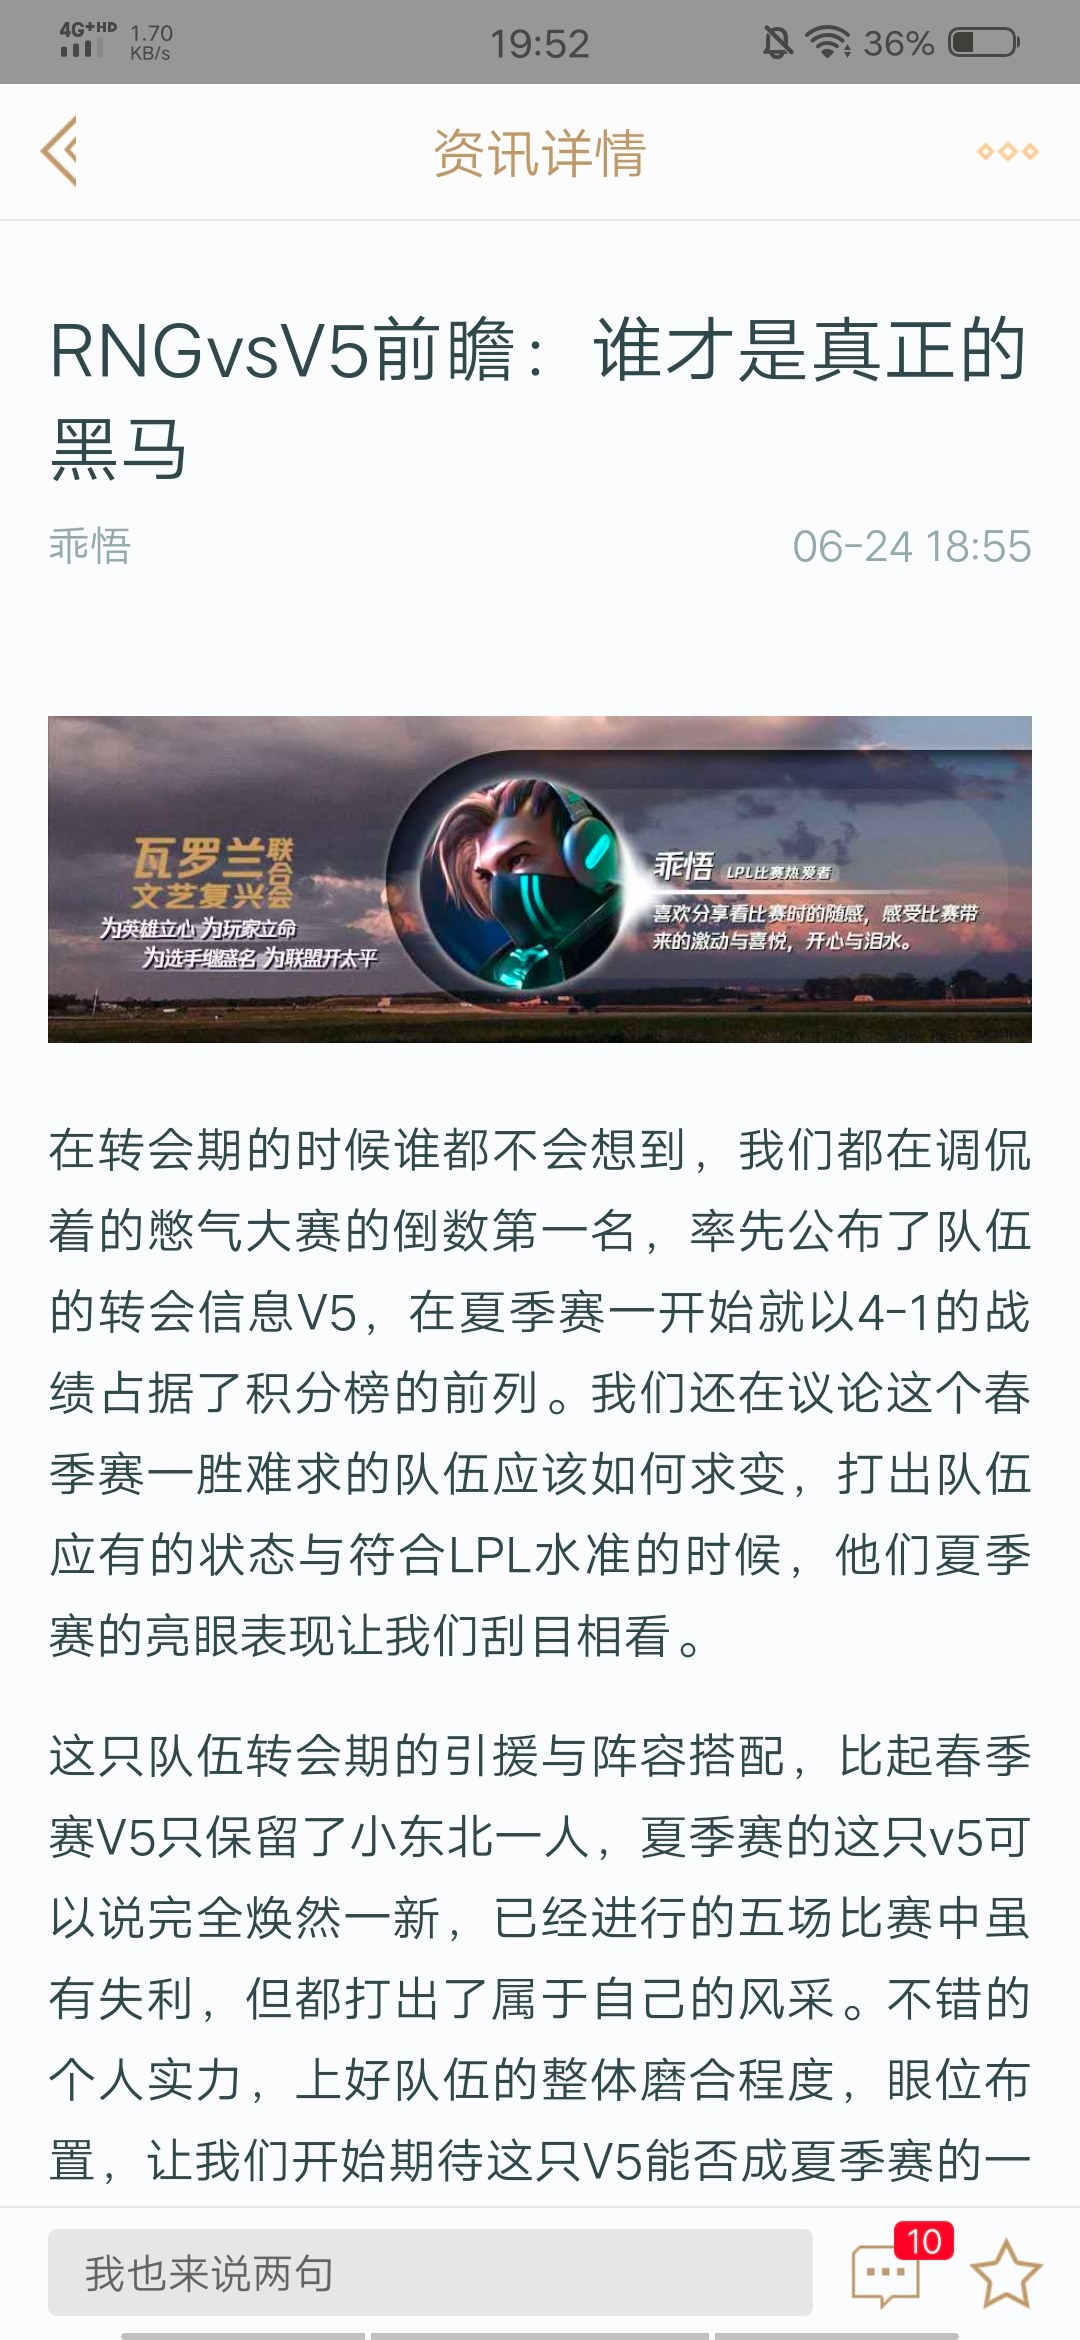 4G+HD 1.70 KB/s 19:52 36%
资讯详情
RNGvsV5前瞻：谁才是真正的
黑马
乖悟 06-24 18:55
瓦罗兰联合
文艺复兴会
为英雄立心 为玩家立命
为选手继盛名 为联盟开太平
乖悟 LPL比赛热爱者
喜欢分享看比赛时的随感，感受比赛带
来的激动与喜悦，开心与泪水。
在转会期的时候谁都不会想到，我们都在调侃
着的憋气大赛的倒数第一名，率先公布了队伍
的转会信息V5，在夏季赛一开始就以4-1的战
绩占据了积分榜的前列。我们还在议论这个春
季赛一胜难求的队伍应该如何求变，打出队伍
应有的状态与符合LPL水准的时候，他们夏季
赛的亮眼表现让我们刮目相看。
这只队伍转会期的引援与阵容搭配，比起春季
赛V5只保留了小东北一人，夏季赛的这只v5可
以说完全焕然一新，已经进行的五场比赛中虽
有失利，但都打出了属于自己的风采。不错的
个人实力，上好队伍的整体磨合程度，眼位布
置，让我们开始期待这只V5能否成夏季赛的一
我也来说两句 10